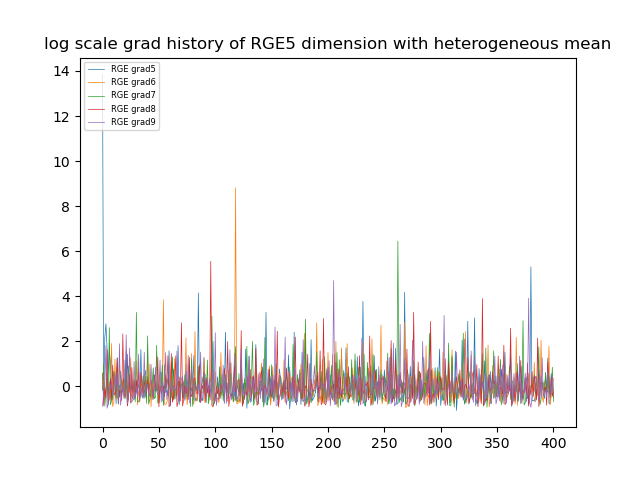 log scale grad history of RGE5 dimension with heterogeneous mean
14
12
10
8
6
4
2
0
RGE grad5
RGE grad6
RGE grad7
RGE grad8
RGE grad9
0 50 100 150 200 250 300 350 400